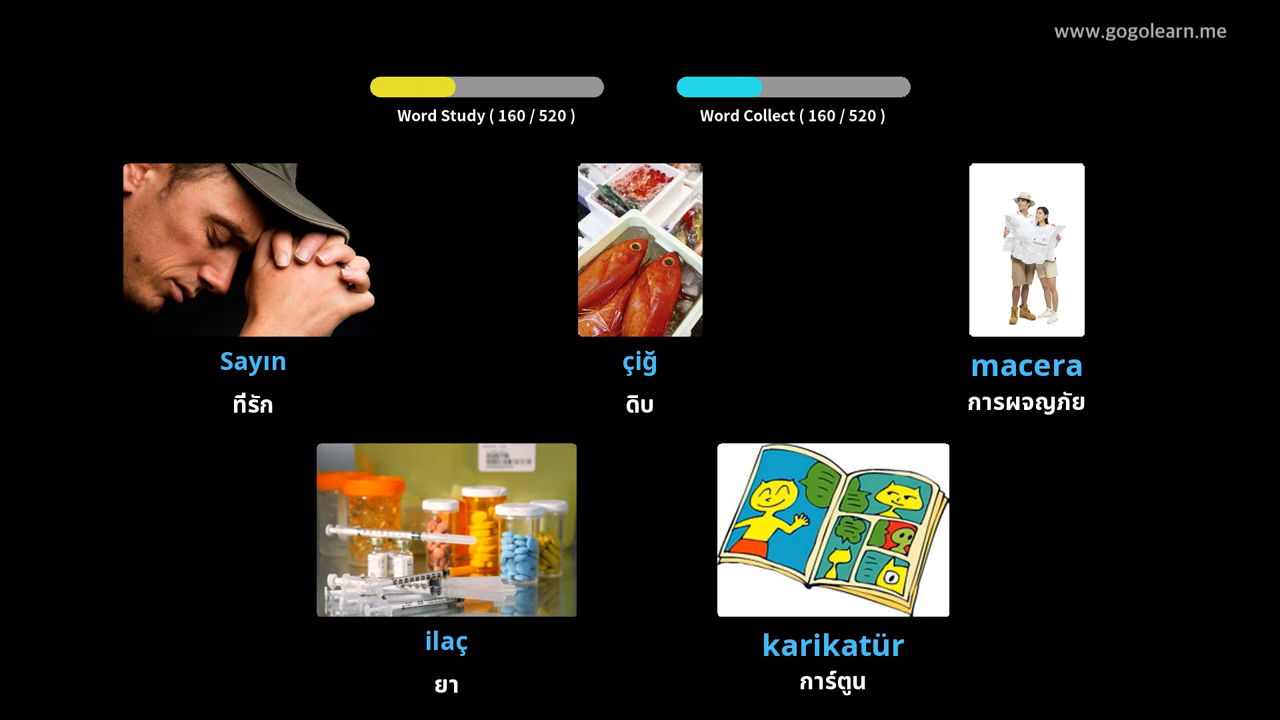 www.gogolearn.me
Word Study ( 160 / 520 )
Word Collect ( 160 / 520 )
Sayın
ที่รัก
çiğ
ดิบ
macera
การผจญภัย
ilaç
ยา
karikatür
การ์ตูน